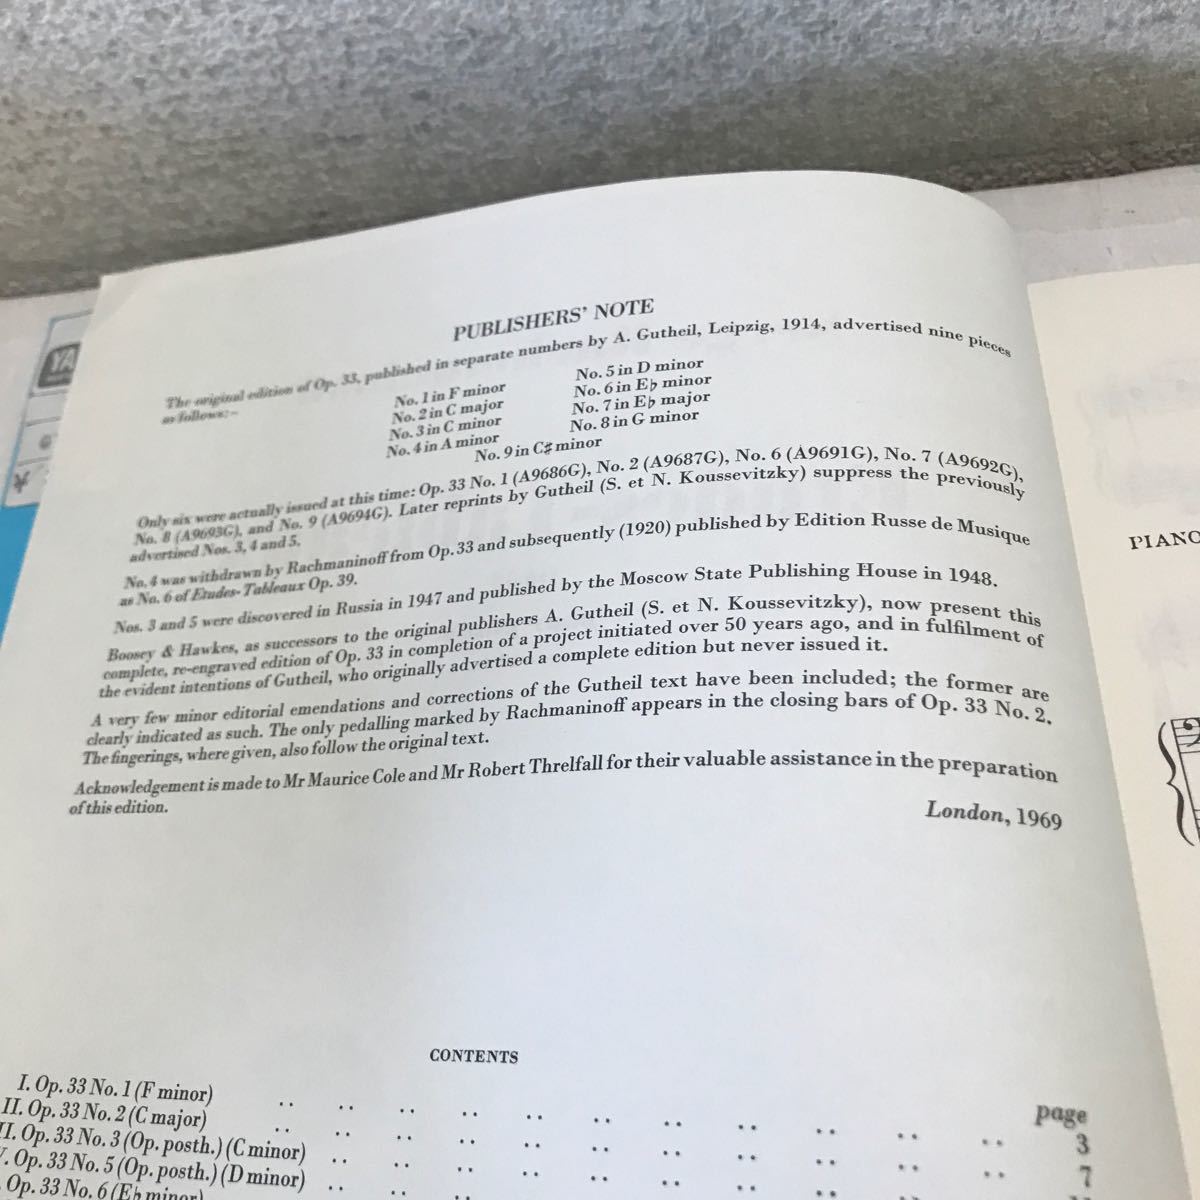 PUBLISHERS' NOTE
The original edition of Op. 33, published in separate numbers by A. Gutheil, Leipzig, 1914, advertised nine pieces
as follows:–
No. 1 in F minor
No. 2 in C major
No. 3 in C minor
No. 4 in A minor
No. 5 in D minor
No. 6 in E♭ minor
No. 7 in E♭ major
No. 8 in G minor
No. 9 in C♯ minor
Only six were actually issued at this time: Op. 33 No. 1 (A9686G), No. 2 (A9687G), No. 6 (A9691G), No. 7 (A9692G),
No. 8 (A9693G), and No. 9 (A9694G). Later reprints by Gutheil (S. et N. Koussevitzky) suppress the previously
advertised Nos. 3, 4 and 5.
No. 4 was withdrawn by Rachmaninoff from Op. 33 and subsequently (1920) published by Edition Russe de Musique
as No. 6 of Etudes-Tableaux Op. 39.
Nos. 3 and 5 were discovered in Russia in 1947 and published by the Moscow State Publishing House in 1948.
Boosey & Hawkes, as successors to the original publishers A. Gutheil (S. et N. Koussevitzky), now present this
complete, re-engraved edition of Op. 33 in completion of a project initiated over 50 years ago, and in fulfilment of
the evident intentions of Gutheil, who originally advertised a complete edition but never issued it.
A very few minor editorial emendations and corrections of the Gutheil text have been included; the former are
clearly indicated as such. The only pedalling marked by Rachmaninoff appears in the closing bars of Op. 33 No. 2.
The fingerings, where given, also follow the original text.
Acknowledgement is made to Mr Maurice Cole and Mr Robert Threlfall for their valuable assistance in the preparation
of this edition.
London, 1969
CONTENTS
page
I. Op. 33 No. 1 (F minor) .. .. .. .. .. .. .. .. .. .. .. 3
II. Op. 33 No. 2 (C major) .. .. .. .. .. .. .. .. .. .. .. 7
II. Op. 33 No. 3 (Op. posth.) (C minor)
V. Op. 33 No. 5 (Op. posth.) (D minor)
. Op. 33 No. 6 (E♭ minor)
PIANO
YA
¥